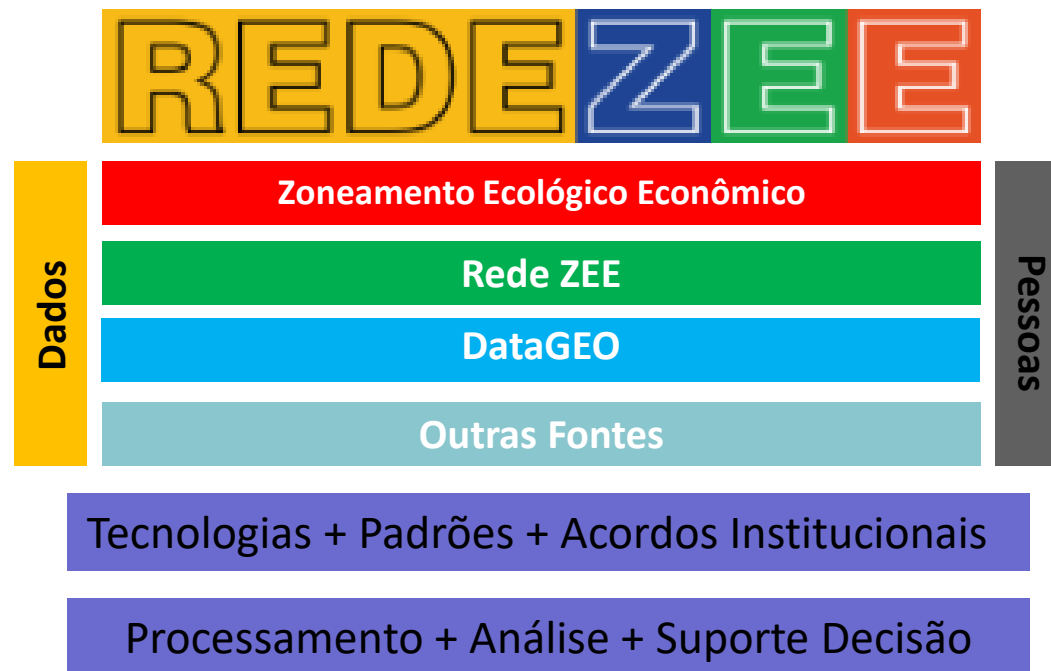 REDEZEE
Zoneamento Ecológico Econômico
Dados
Rede ZEE
Pessoas
DataGEO
Outras Fontes
Tecnologias + Padrões + Acordos Institucionais
Processamento + Análise + Suporte Decisão